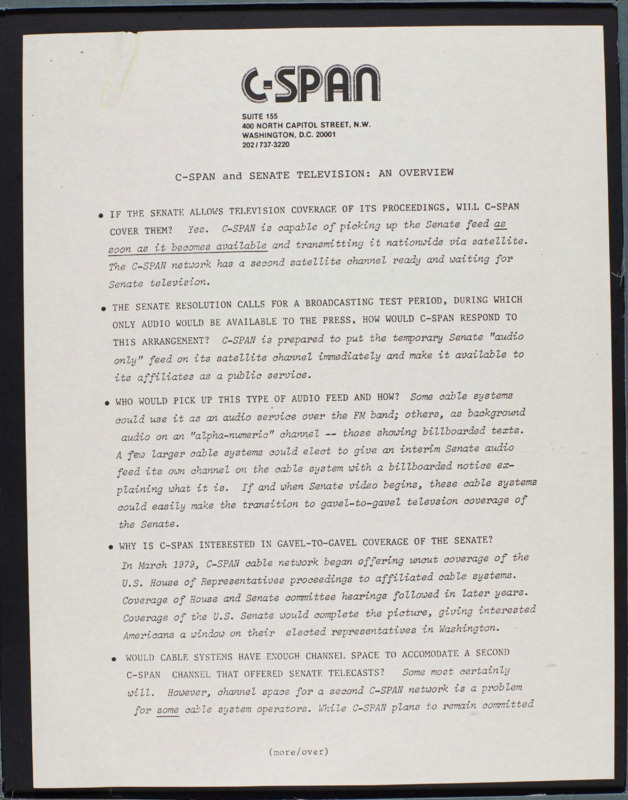 C-SPAN
SUITE 155
400 NORTH CAPITOL STREET, N.W.
WASHINGTON, D.C. 20001
202/737-3220
C-SPAN and SENATE TELEVISION: AN OVERVIEW
• IF THE SENATE ALLOWS TELEVISION COVERAGE OF ITS PROCEEDINGS, WILL C-SPAN
COVER THEM? Yes. C-SPAN is capable of picking up the Senate feed as
soon as it becomes available and transmitting it nationwide via satellite.
The C-SPAN network has a second satellite channel ready and waiting for
Senate television.
• THE SENATE RESOLUTION CALLS FOR A BROADCASTING TEST PERIOD, DURING WHICH
ONLY AUDIO WOULD BE AVAILABLE TO THE PRESS, HOW WOULD C-SPAN RESPOND TO
THIS ARRANGEMENT? C-SPAN is prepared to put the temporary Senate "audio
only" feed on its satellite channel immediately and make it available to
its affiliates as a public service.
• WHO WOULD PICK UP THIS TYPE OF AUDIO FEED AND HOW? Some cable systems
could use it as an audio service over the FM band; others, as background
audio on an "alpha-numeric" channel -- those showing billboarded texts.
A few larger cable systems could elect to give an interim Senate audio
feed its own channel on the cable system with a billboarded notice ex-
plaining what it is. If and when Senate video begins, these cable systems
could easily make the transition to gavel-to-gavel televsion coverage of
the Senate.
• WHY IS C-SPAN INTERESTED IN GAVEL-TO-GAVEL COVERAGE OF THE SENATE?
In March 1979, C-SPAN cable network began offering uncut coverage of the
U.S. House of Representatives proceedings to affiliated cable systems.
Coverage of House and Senate committee hearings followed in later years.
Coverage of the U.S. Senate would complete the picture, giving interested
Americans a window on their elected representatives in Washington.
• WOULD CABLE SYSTEMS HAVE ENOUGH CHANNEL SPACE TO ACCOMODATE A SECOND
C-SPAN CHANNEL THAT OFFERED SENATE TELECASTS? Some most certainly
will. However, channel space for a second C-SPAN network is a problem
for some cable system operators. While C-SPAN plans to remain committed
(more/over)